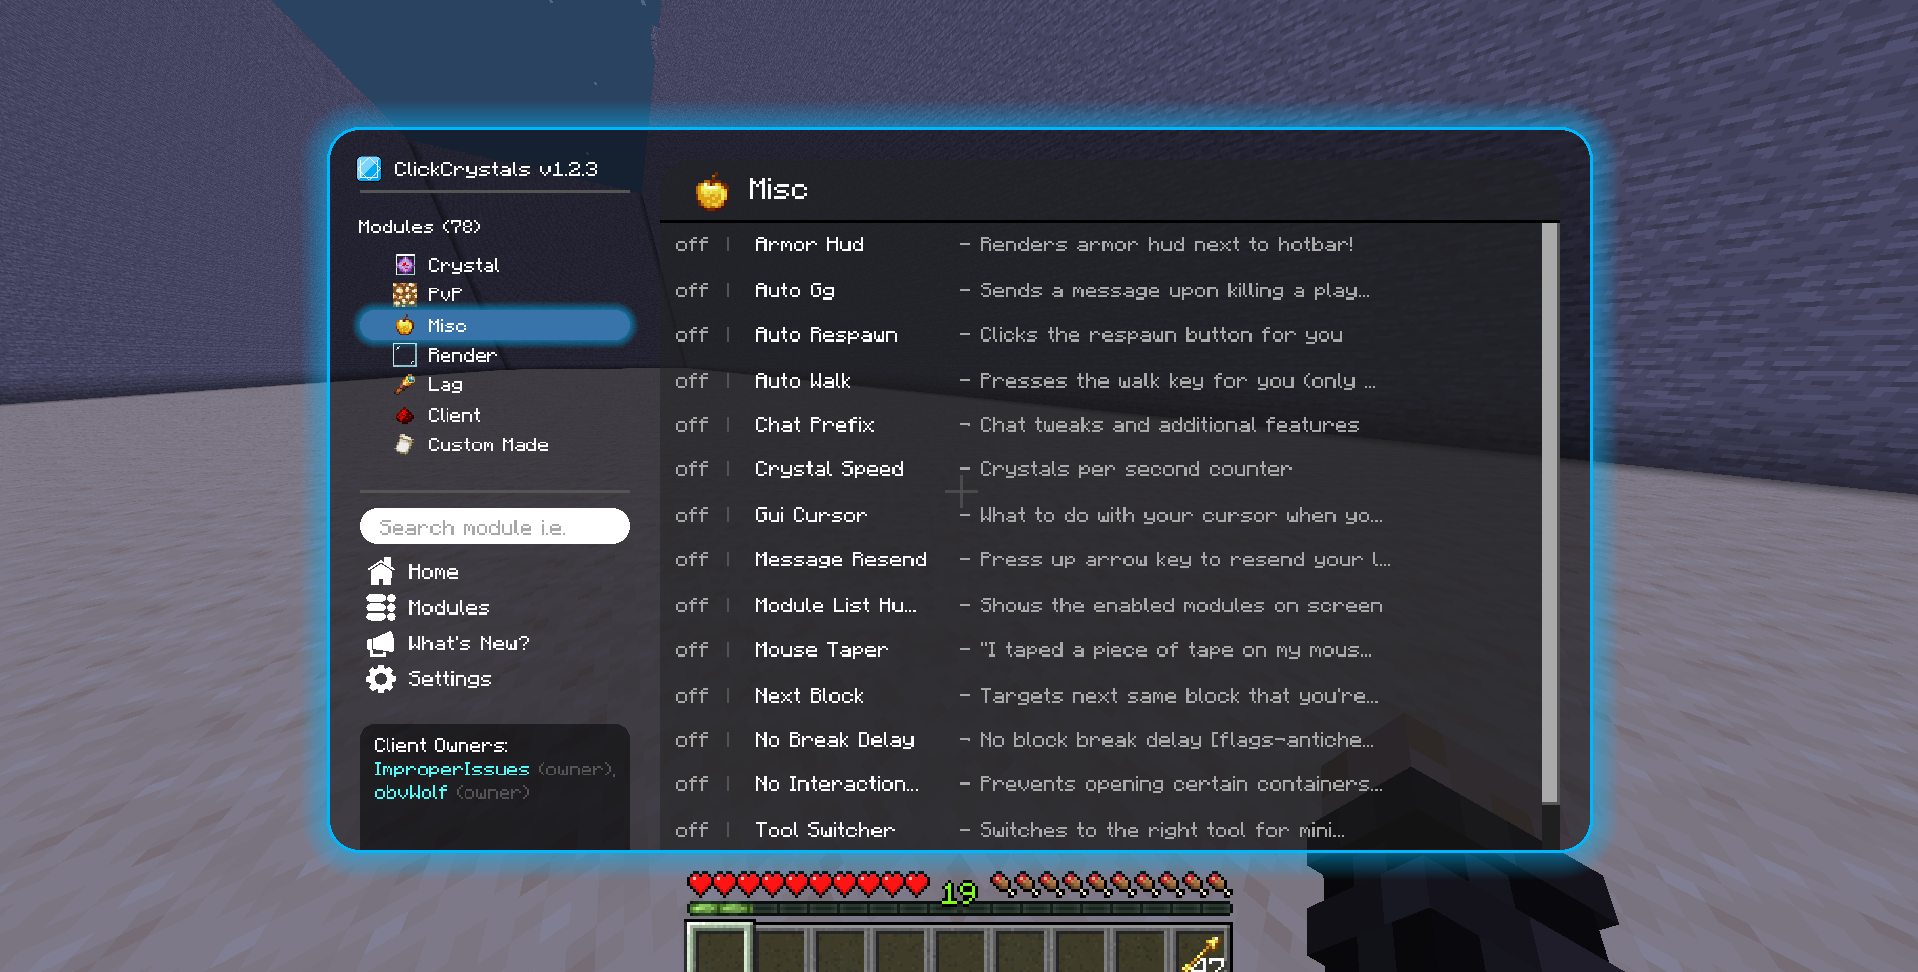 ClickCrystals v1.2.3
Modules (78)
Crystal
PvP
Misc
Render
Lag
Client
Custom Made
Search module i.e.
Home
Modules
What's New?
Settings
Client Owners:
ImproperIssues (owner),
obvWolf (owner)
Misc
off | Armor Hud - Renders armor hud next to hotbar!
off | Auto Gg - Sends a message upon killing a play...
off | Auto Respawn - Clicks the respawn button for you
off | Auto Walk - Presses the walk key for you (only ...
off | Chat Prefix - Chat tweaks and additional features
off | Crystal Speed - Crystals per second counter
off | Gui Cursor - What to do with your cursor when yo...
off | Message Resend - Press up arrow key to resend your l...
off | Module List Hu... - Shows the enabled modules on screen
off | Mouse Taper - "I taped a piece of tape on my mous...
off | Next Block - Targets next same block that you're...
off | No Break Delay - No block break delay [flags-antiche...
off | No Interaction... - Prevents opening certain containers...
off | Tool Switcher - Switches to the right tool for mini...
19